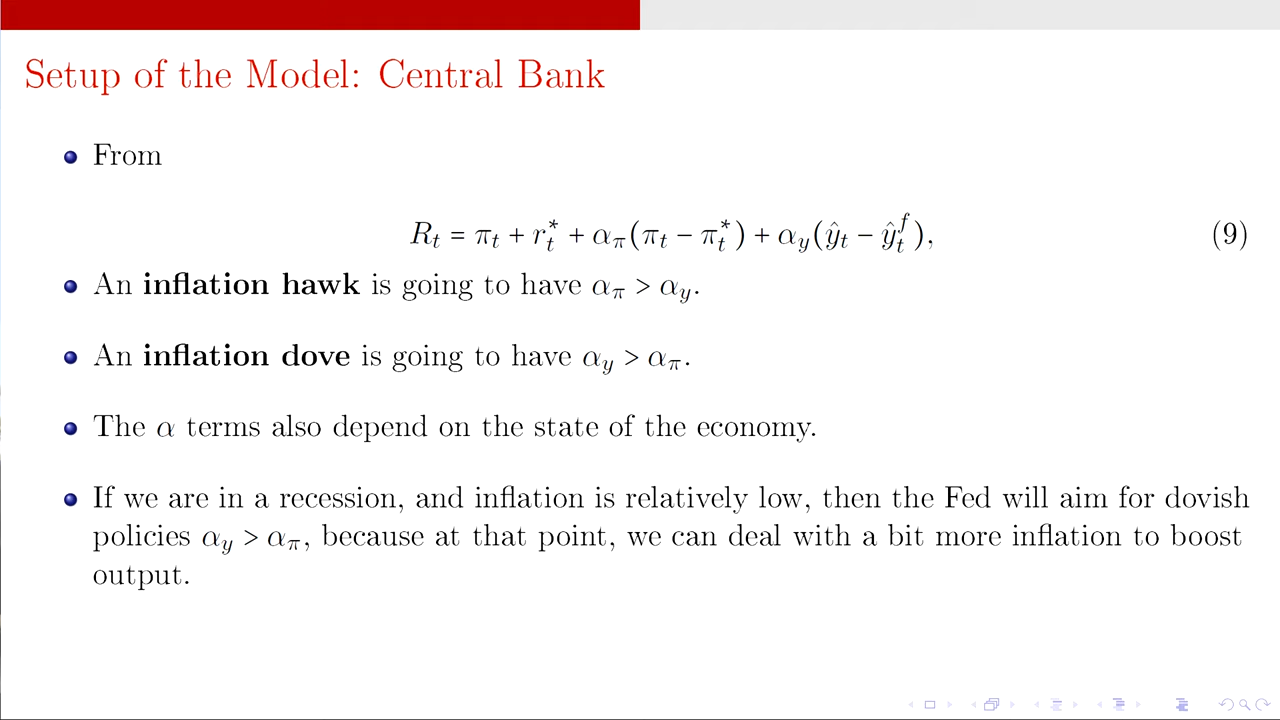 Setup of the Model: Central Bank
From
R_t = π_t + r_t^* + α_π(π_t − π_t^*) + α_y(ŷ_t − ŷ_t^f), (9)
An inflation hawk is going to have α_π > α_y.
An inflation dove is going to have α_y > α_π.
The α terms also depend on the state of the economy.
If we are in a recession, and inflation is relatively low, then the Fed will aim for dovish
policies α_y > α_π, because at that point, we can deal with a bit more inflation to boost
output.